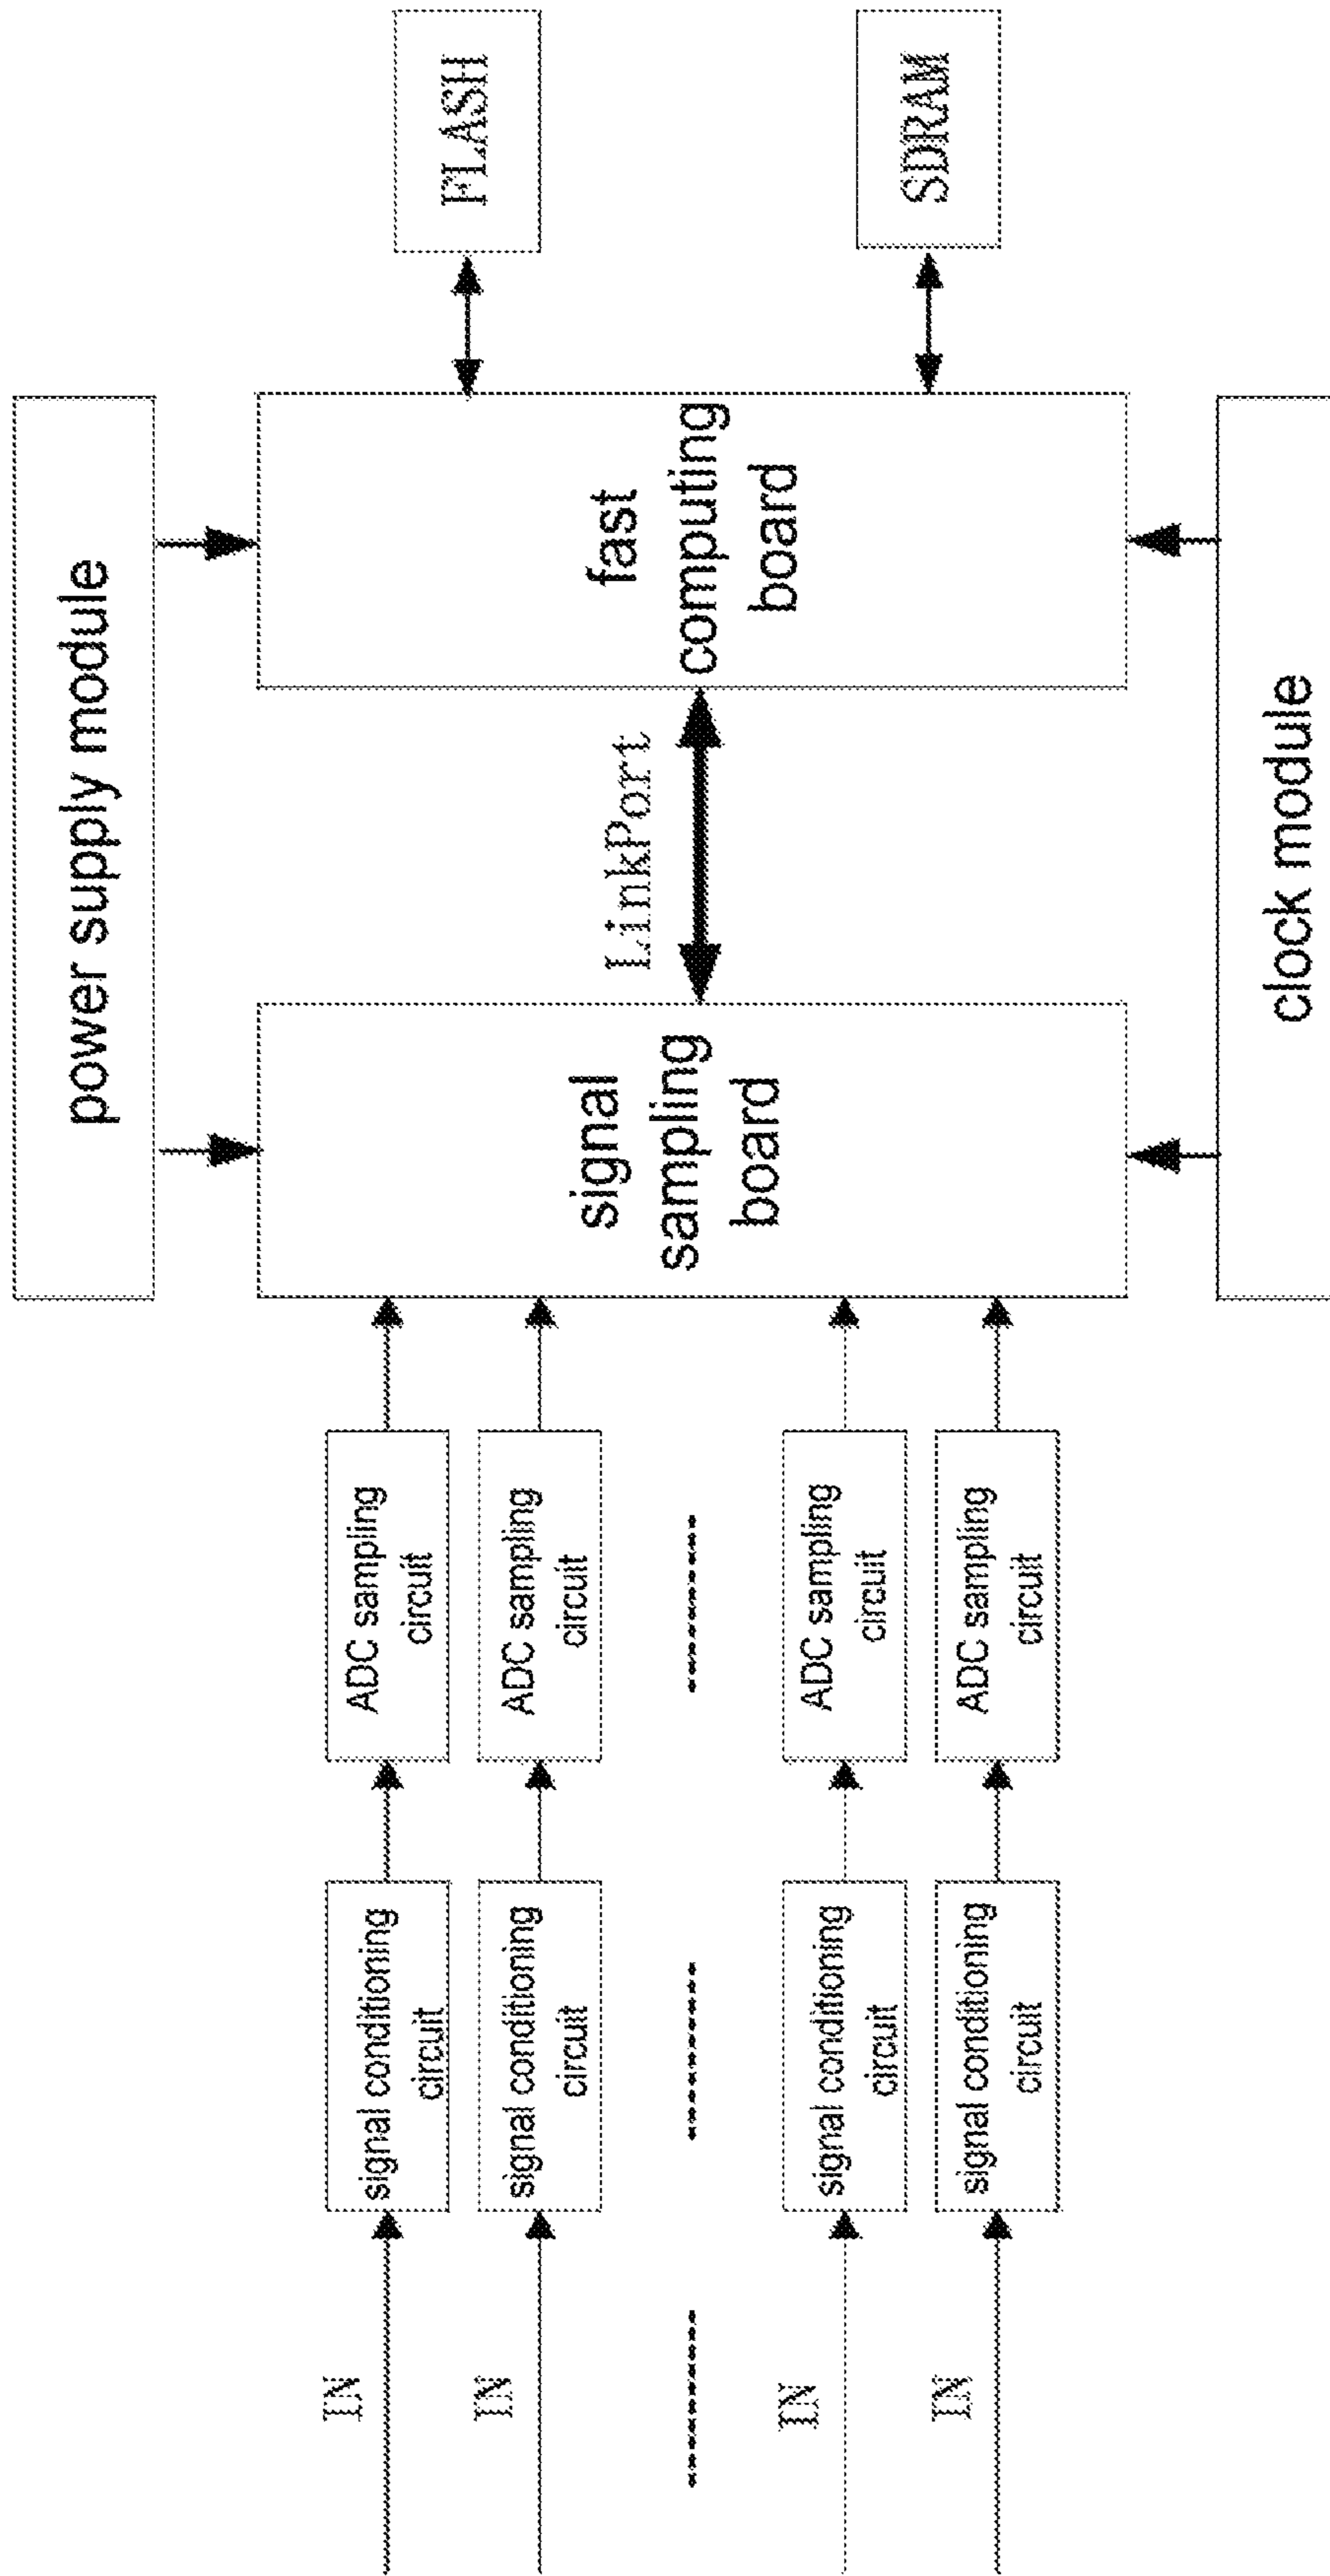 power supply module
IN
signal conditioning
circuit
ADC sampling
circuit
IN
signal conditioning
circuit
ADC sampling
circuit
IN
signal conditioning
circuit
ADC sampling
circuit
IN
signal conditioning
circuit
ADC sampling
circuit
signal
sampling
board
LinkPort
fast
computing
board
FLASH
SDRAM
clock module